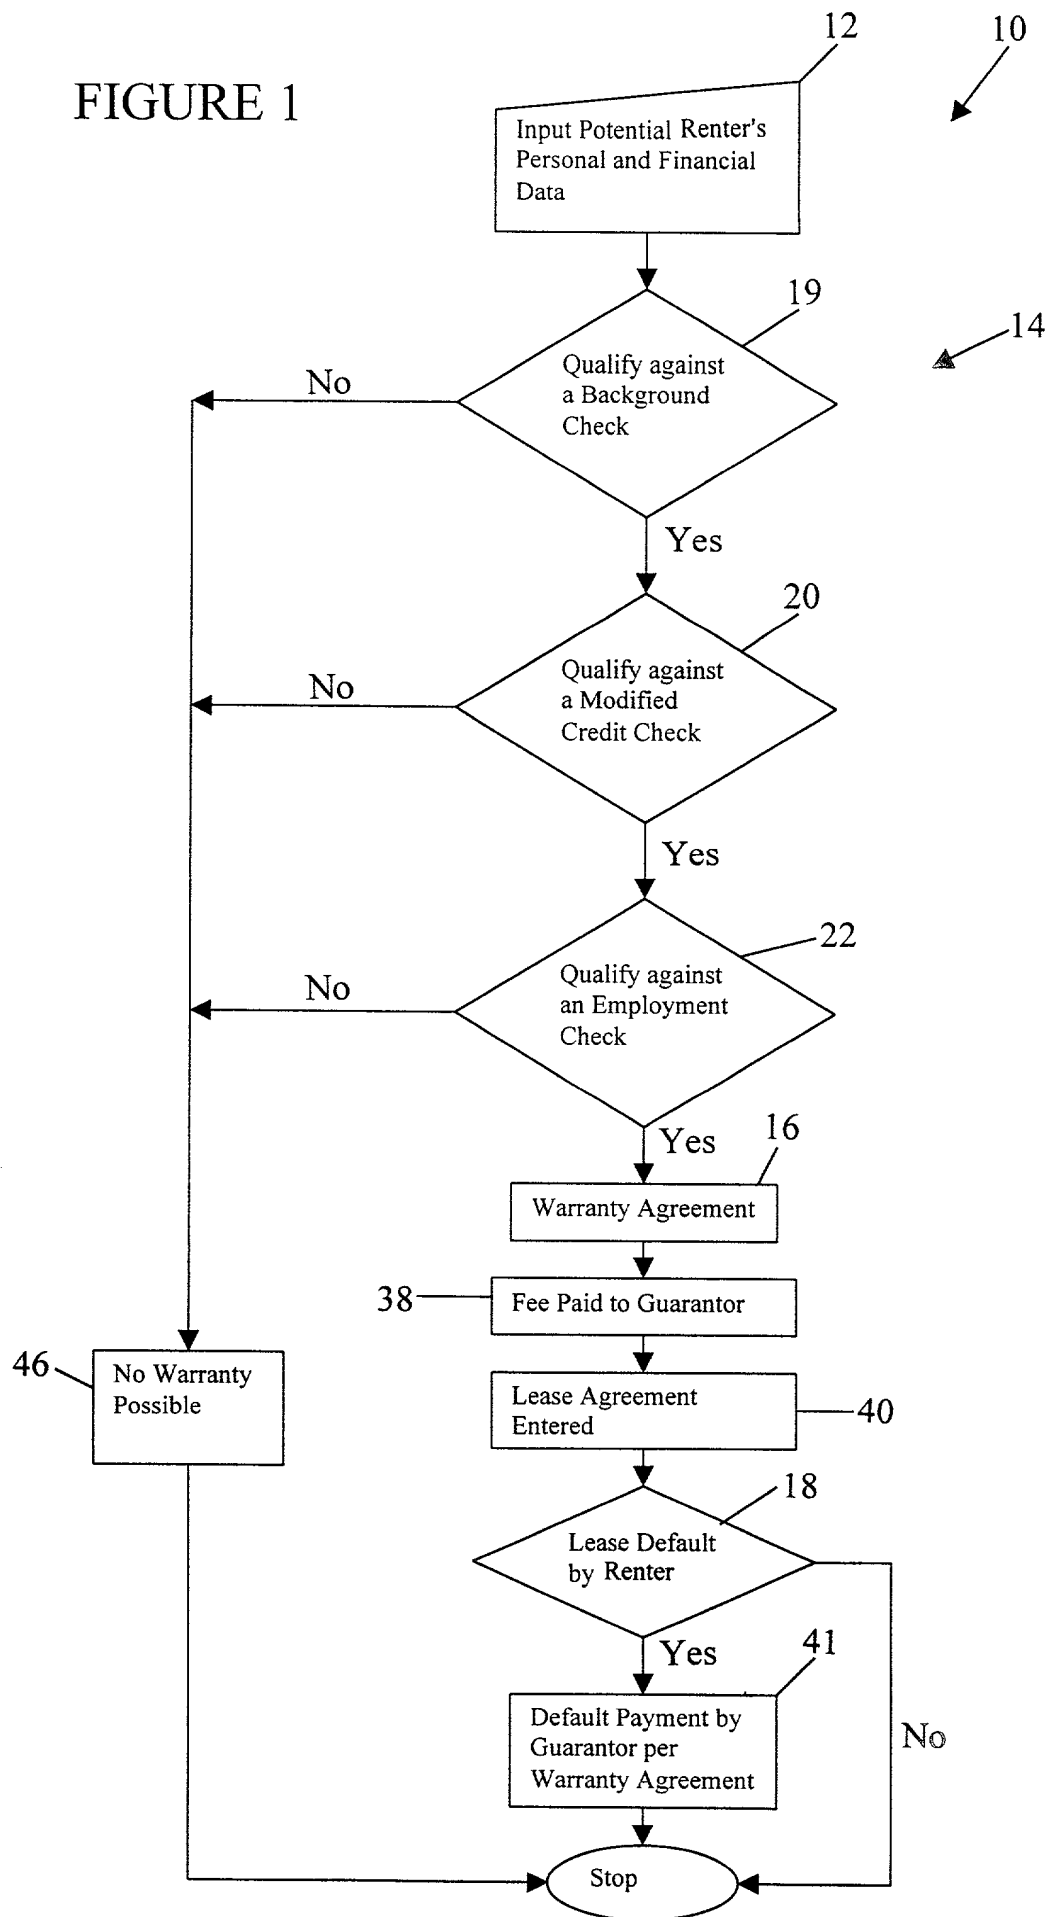 12
10
FIGURE 1
Input Potential Renter's
Personal and Financial
Data
19
14
Qualify against
a Background
Check
No
Yes
20
Qualify against
a Modified
Credit Check
No
Yes
22
Qualify against
an Employment
Check
No
Yes
16
Warranty Agreement
38
Fee Paid to Guarantor
46
No Warranty
Possible
Lease Agreement
Entered
40
18
Lease Default
by Renter
Yes
41
Default Payment by
Guarantor per
Warranty Agreement
No
Stop